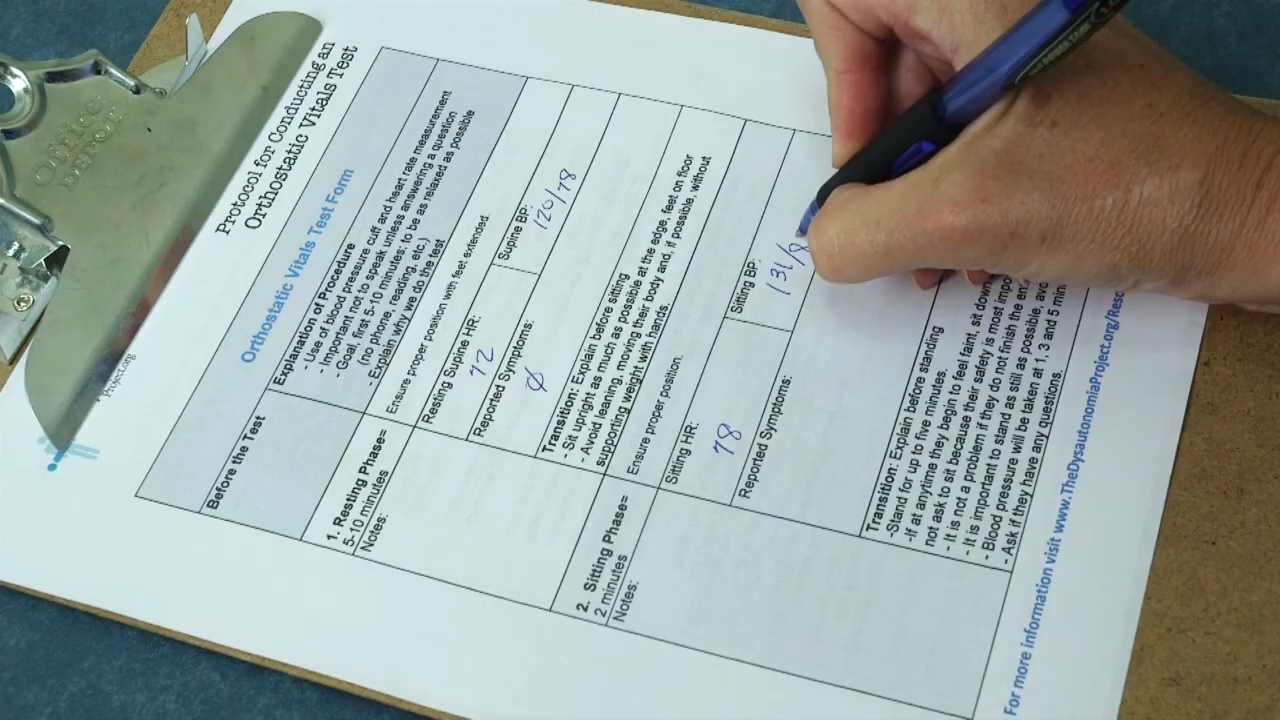 Office
DEPOT
Project.org
Protocol for Conducting an
Orthostatic Vitals Test
Orthostatic Vitals Test Form
Before the Test
Explanation of Procedure
- Use of blood pressure cuff and heart rate measurement
- Important not to speak unless answering a question
- Goal, first 5-10 minutes: to be as relaxed as possible
(no phone, reading, etc.)
- Explain why we do the test
1. Resting Phase=
5-10 minutes
Notes:
Ensure proper position with feet extended.
Resting Supine HR:
72
Supine BP:
120/78
Reported Symptoms:
Transition: Explain before sitting
- Sit upright as much as possible at the edge, feet on floor
- Avoid leaning, moving their body and, if possible, without
supporting weight with hands.
2. Sitting Phase=
2 minutes
Notes:
Ensure proper position.
Sitting HR:
78
Sitting BP:
131/8
Reported Symptoms:
Transition: Explain before standing
-Stand for up to five minutes.
-If at anytime they begin to feel faint, sit down
not ask to sit because their safety is most
- It is not a problem if they do not finish the
- It is important to stand as still as possible,
- Blood pressure will be taken at 1, 3 and 5 min
- Ask if they have any questions.
For more information visit www.TheDysautonomiaProject.org/Resc